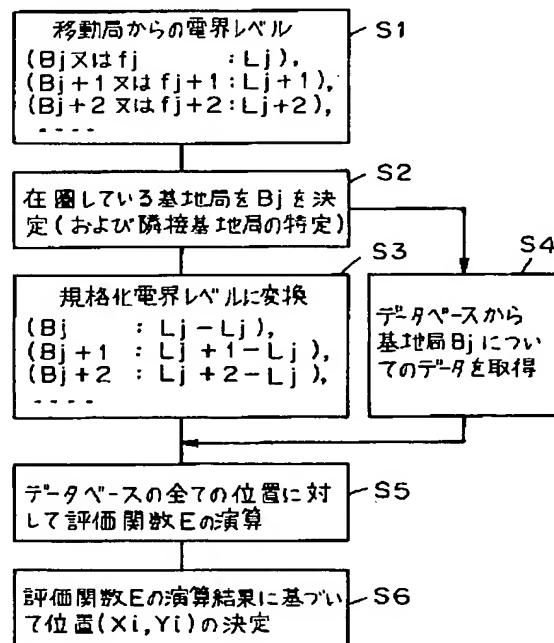 移動局からの電界レベル
(Bj又はfj :Lj),
(Bj+1又はfj+1:Lj+1),
(Bj+2又はfj+2:Lj+2),
----
S1
在圏している基地局をBjを決
定(および隣接基地局の特定)
S2
規格化電界レベルに変換
(Bj :Lj-Lj),
(Bj+1 :Lj+1-Lj),
(Bj+2 :Lj+2-Lj),
----
S3
データベースから
基地局Bjについ
てのデータを取得
S4
データベースの全ての位置に対
して評価関数Eの演算
S5
評価関数Eの演算結果に基づい
て位置(Xi,Yi)の決定
S6